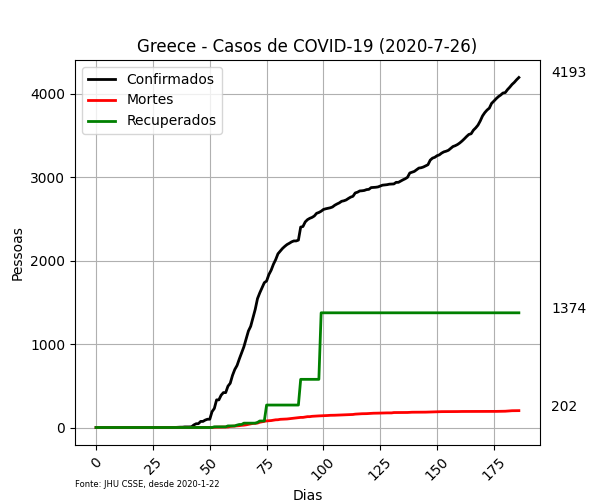 Greece - Casos de COVID-19 (2020-7-26)
Confirmados
Mortes
Recuperados
4193
1374
202
Pessoas
4000
3000
2000
1000
0
0
25
50
75
100
125
150
175
Fonte: JHU CSSE, desde 2020-1-22
Dias